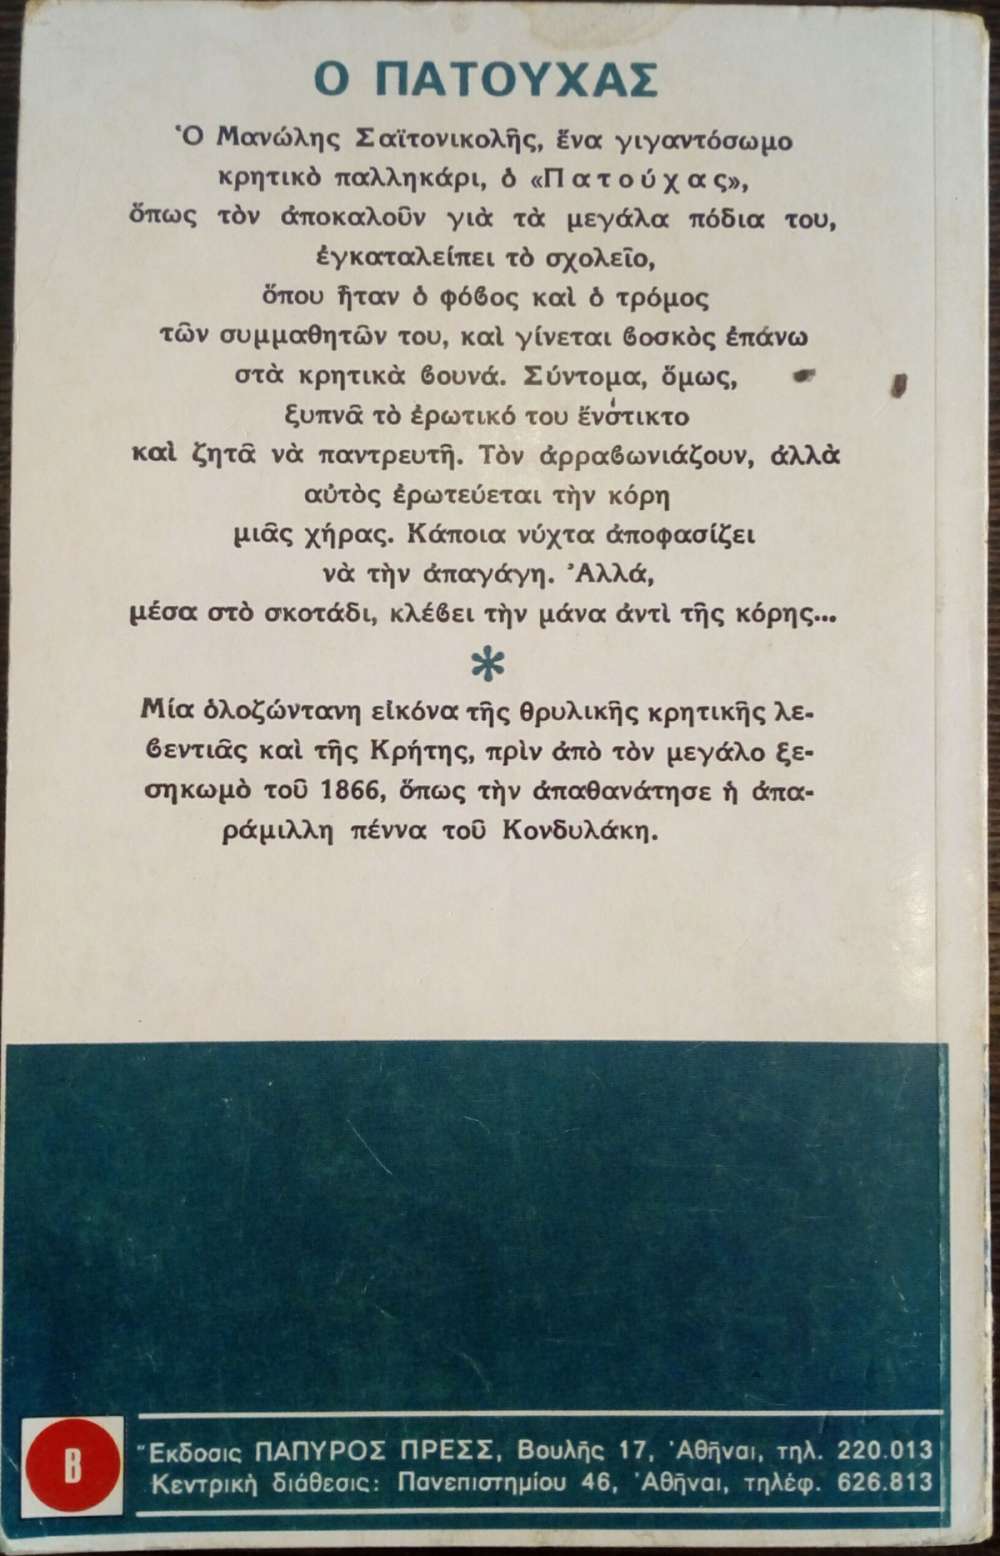 Ο ΠΑΤΟΥΧΑΣ
Ὁ Μανώλης Σαϊτονικολῆς, ἕνα γιγαντόσωμο
κρητικὸ παλληκάρι, ὁ «Πατούχας»,
ὅπως τὸν ἀποκαλοῦν γιὰ τὰ μεγάλα πόδια του,
ἐγκαταλείπει τὸ σχολεῖο,
ὅπου ἦταν ὁ φόβος καὶ ὁ τρόμος
τῶν συμμαθητῶν του, καὶ γίνεται βοσκὸς ἐπάνω
στὰ κρητικὰ βουνά. Σύντομα, ὅμως,
ξυπνᾶ τὸ ἐρωτικό του ἔνστικτο
καὶ ζητᾶ νὰ παντρευτῆ. Τὸν ἀρραβωνιάζουν, ἀλλὰ
αὐτὸς ἐρωτεύεται τὴν κόρη
μιᾶς χήρας. Κάποια νύχτα ἀποφασίζει
νὰ τὴν ἀπαγάγη. Ἀλλά,
μέσα στὸ σκοτάδι, κλέβει τὴν μάνα ἀντὶ τῆς κόρης...
*
Μία ὁλοζώντανη εἰκόνα τῆς θρυλικῆς κρητικῆς λε-
βεντιᾶς καὶ τῆς Κρήτης, πρὶν ἀπὸ τὸν μεγάλο ξε-
σηκωμὸ τοῦ 1866, ὅπως τὴν ἀπαθανάτησε ἡ ἀπα-
ράμιλλη πέννα τοῦ Κονδυλάκη.
B
Ἔκδοσις ΠΑΠΥΡΟΣ ΠΡΕΣΣ, Βουλῆς 17, Ἀθῆναι, τηλ. 220.013
Κεντρικὴ διάθεσις: Πανεπιστημίου 46, Ἀθῆναι, τηλέφ. 626.813